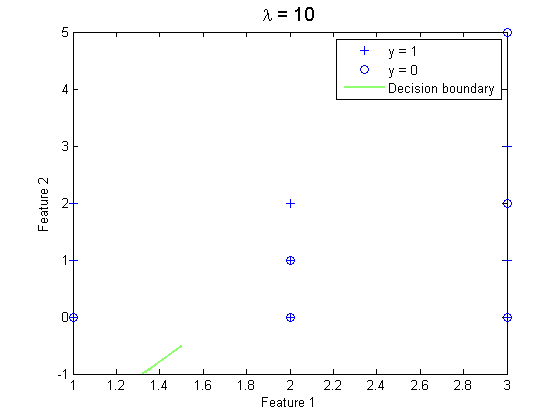 λ = 10
y = 1
y = 0
Decision boundary
5
4
3
2
1
0
-1
Feature 2
1 1.2 1.4 1.6 1.8 2 2.2 2.4 2.6 2.8 3
Feature 1